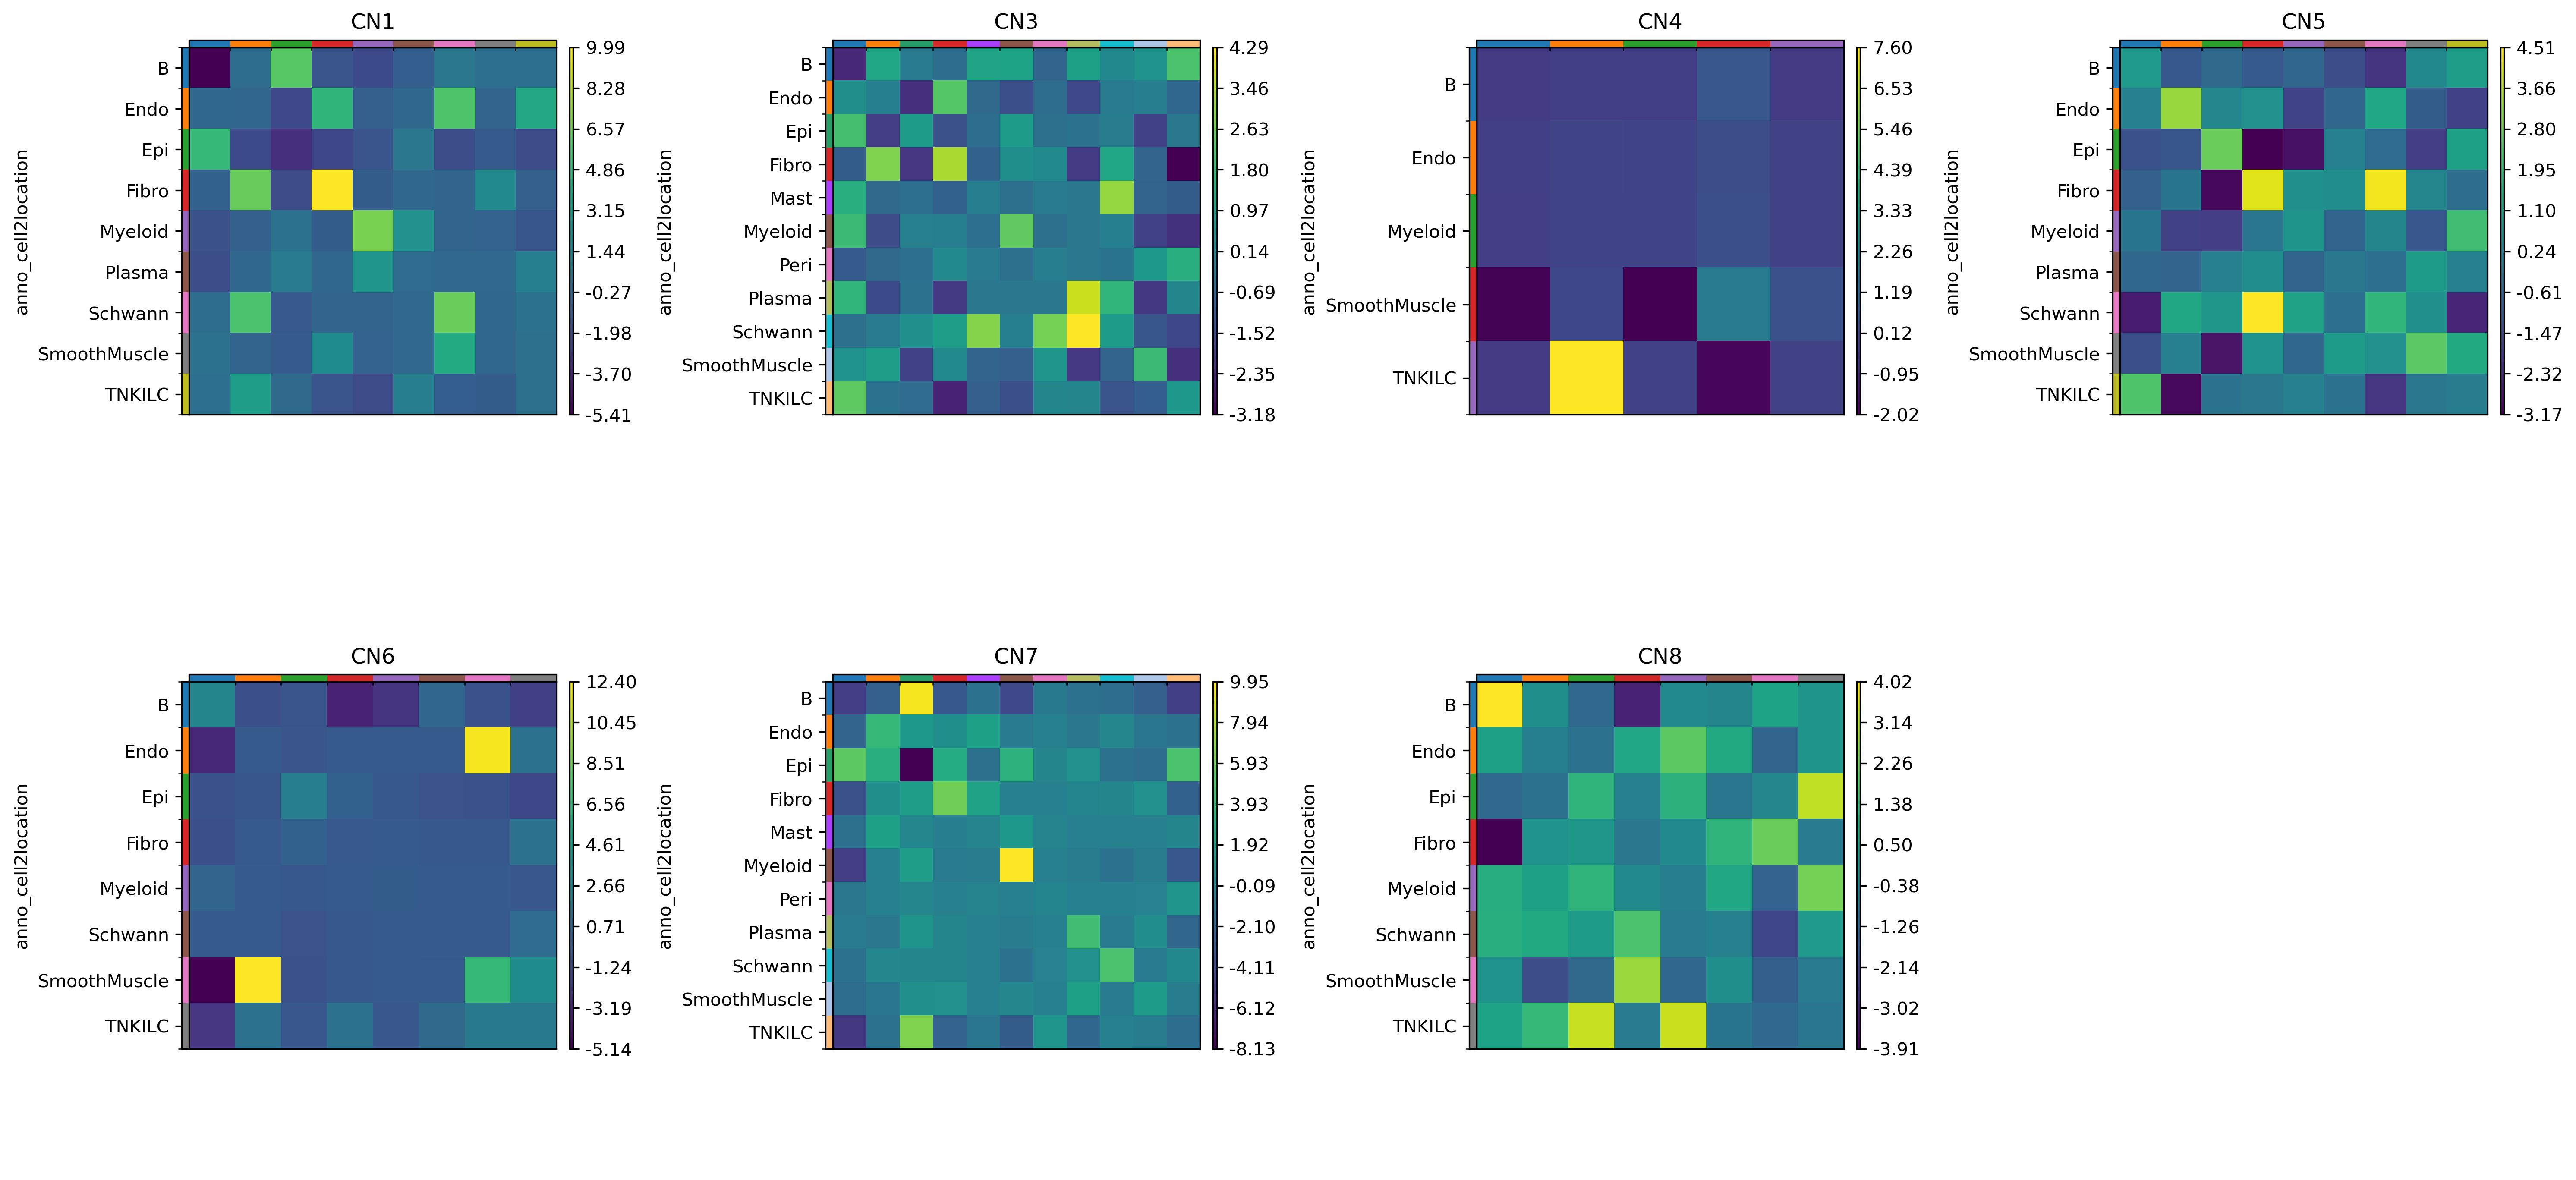 CN1
anno_cell2location
B
Endo
Epi
Fibro
Myeloid
Plasma
Schwann
SmoothMuscle
TNKILC
9.99
8.28
6.57
4.86
3.15
1.44
-0.27
-1.98
-3.70
-5.41
CN3
anno_cell2location
B
Endo
Epi
Fibro
Mast
Myeloid
Peri
Plasma
Schwann
SmoothMuscle
TNKILC
4.29
3.46
2.63
1.80
0.97
0.14
-0.69
-1.52
-2.35
-3.18
CN4
anno_cell2location
B
Endo
Myeloid
SmoothMuscle
TNKILC
7.60
6.53
5.46
4.39
3.33
2.26
1.19
0.12
-0.95
-2.02
CN5
anno_cell2location
B
Endo
Epi
Fibro
Myeloid
Plasma
Schwann
SmoothMuscle
TNKILC
4.51
3.66
2.80
1.95
1.10
0.24
-0.61
-1.47
-2.32
-3.17
CN6
anno_cell2location
B
Endo
Epi
Fibro
Myeloid
Schwann
SmoothMuscle
TNKILC
12.40
10.45
8.51
6.56
4.61
2.66
0.71
-1.24
-3.19
-5.14
CN7
anno_cell2location
B
Endo
Epi
Fibro
Mast
Myeloid
Peri
Plasma
Schwann
SmoothMuscle
TNKILC
9.95
7.94
5.93
3.93
1.92
-0.09
-2.10
-4.11
-6.12
-8.13
CN8
anno_cell2location
B
Endo
Epi
Fibro
Myeloid
Schwann
SmoothMuscle
TNKILC
4.02
3.14
2.26
1.38
0.50
-0.38
-1.26
-2.14
-3.02
-3.91